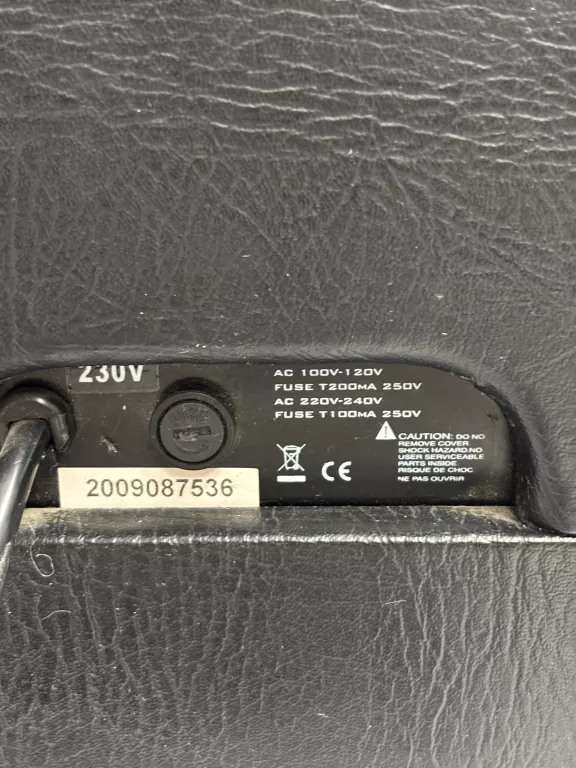 230V
AC 100V-120V
FUSE T200MA 250V
AC 220V-240V
FUSE T100MA 250V
CAUTION: DO NO
REMOVE COVER
SHOCK HAZARD.NO
USER SERVICEABLE
PARTS INSIDE.
RISQUE DE CHOC
NE PAS OUVRIR
CE
2009087536